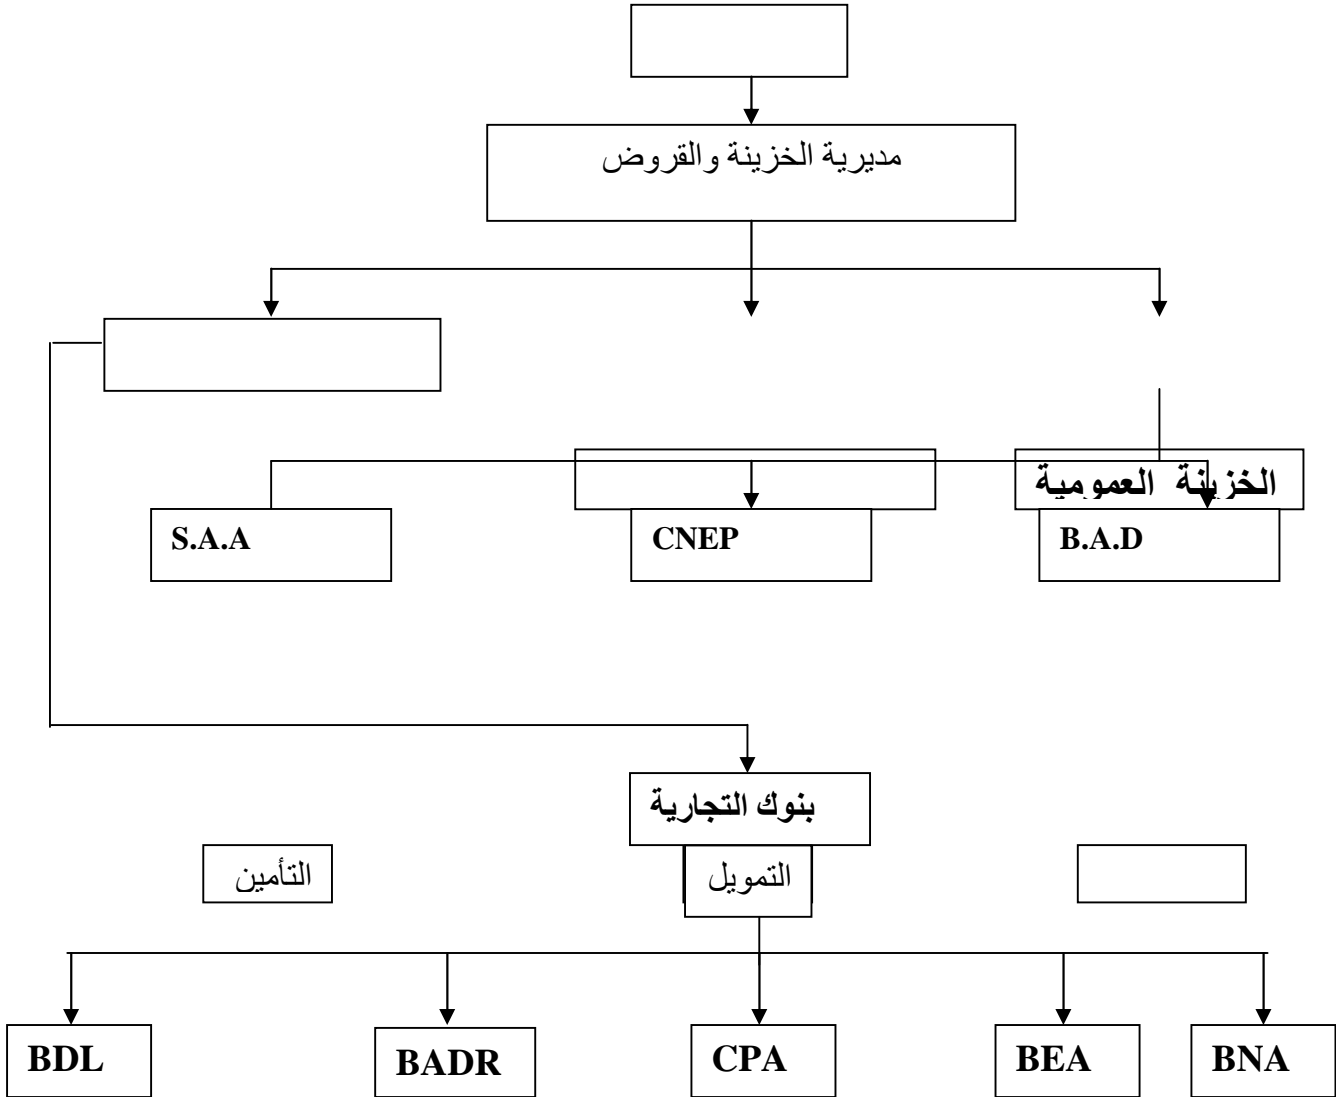 مديرية الخزينة والقروض
الخزينة العمومية
S.A.A
CNEP
B.A.D
بنوك التجارية
التأمين
التمويل
BDL
BADR
CPA
BEA
BNA